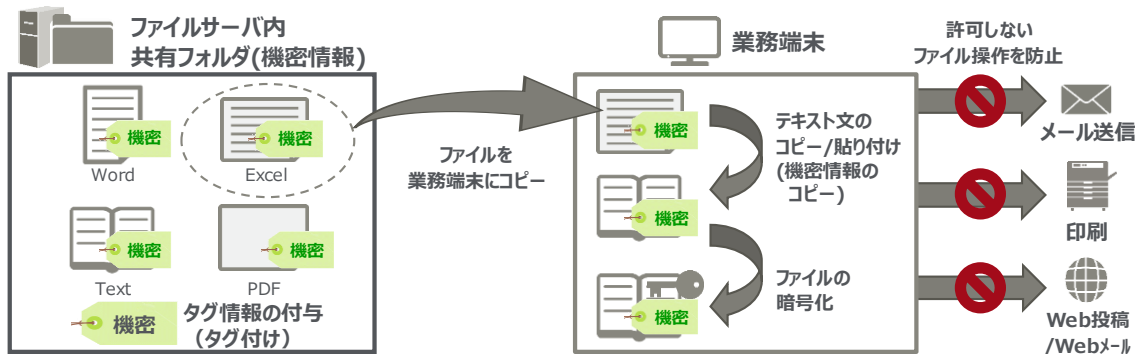 ファイルサーバ内
共有フォルダ(機密情報)
機密
Word
機密
Excel
機密
Text
機密
PDF
機密
タグ情報の付与
(タグ付け)
ファイルを
業務端末にコピー
業務端末
機密
テキスト文の
コピー/貼り付け
(機密情報の
コピー)
機密
ファイルの
暗号化
機密
許可しない
ファイル操作を防止
メール送信
印刷
Web投稿
/Webメール